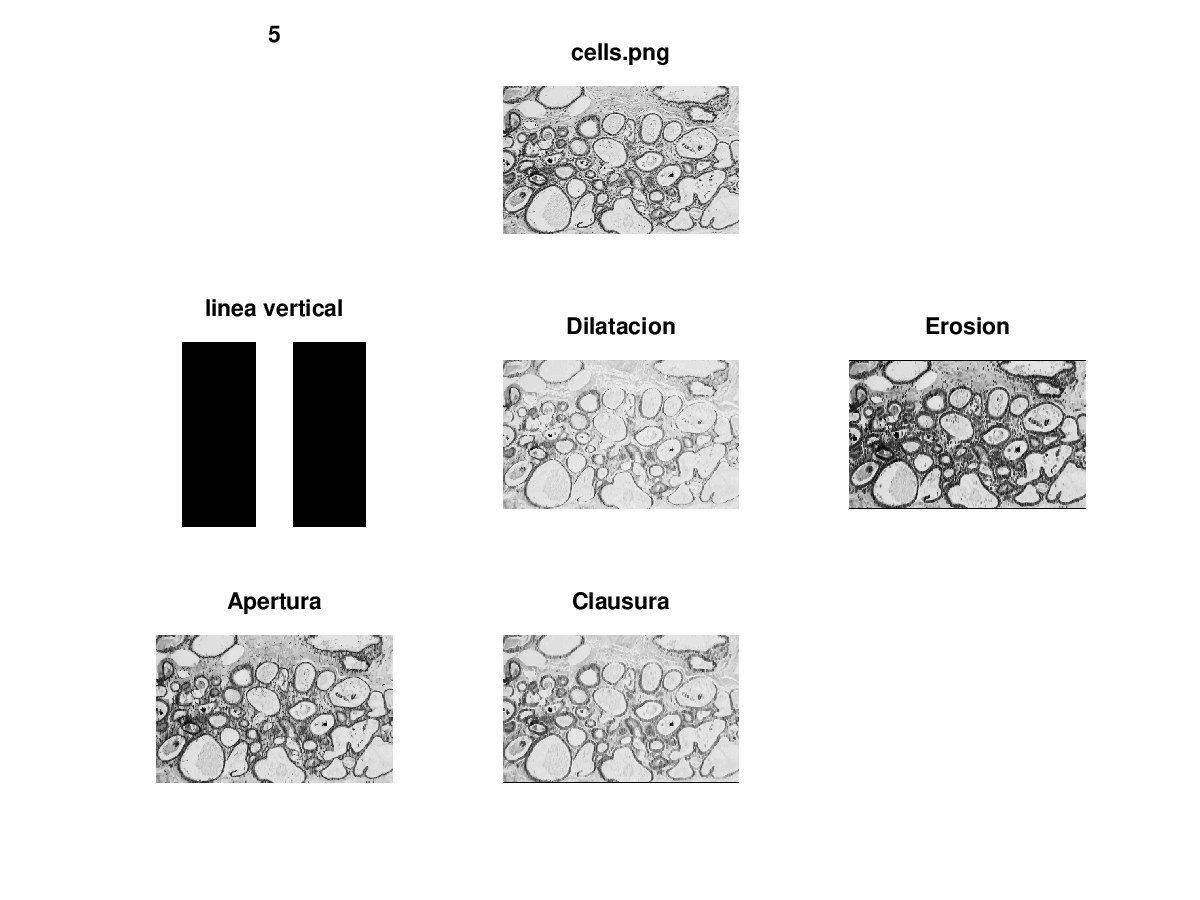 5
cells.png
linea vertical
Dilatacion
Erosion
Apertura
Clausura